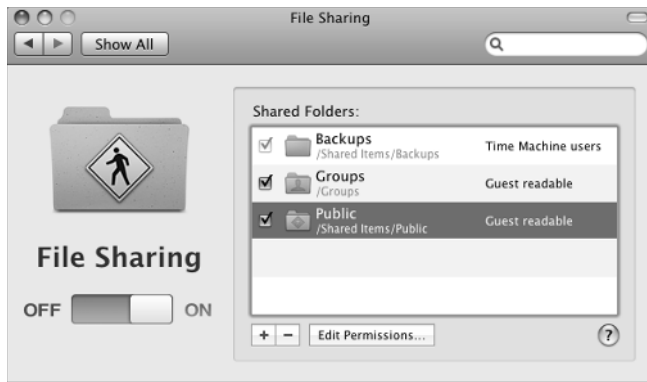 File Sharing
Show All
Shared Folders:
Backups
/Shared Items/Backups
Time Machine users
Groups
/Groups
Guest readable
Public
/Shared Items/Public
Guest readable
File Sharing
OFF ON
+ − Edit Permissions... ?